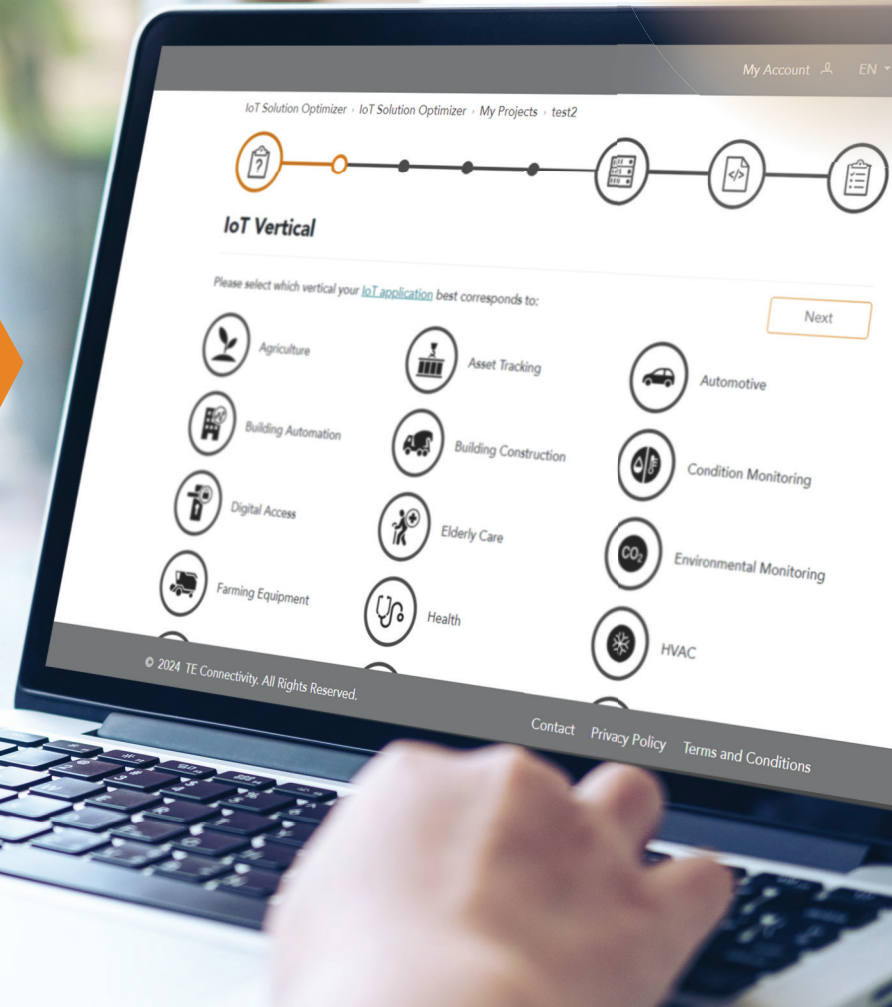 My Account EN
IoT Solution Optimizer › IoT Solution Optimizer › My Projects › test2
?
</>
IoT Vertical
Please select which vertical your IoT application best corresponds to:
Next
Agriculture
Asset Tracking
Automotive
Building Automation
Building Construction
Condition Monitoring
Digital Access
Elderly Care
CO₂
Environmental Monitoring
Farming Equipment
Health
HVAC
© 2024 TE Connectivity. All Rights Reserved.
Contact Privacy Policy Terms and Conditions